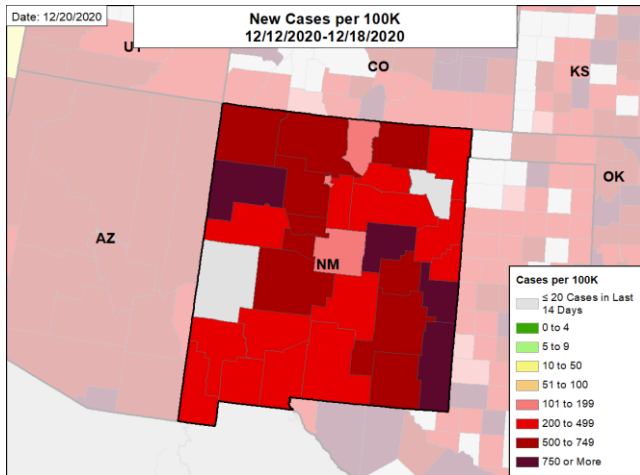 Date: 12/20/2020
New Cases per 100K
12/12/2020-12/18/2020
UT
CO
KS
OK
AZ
NM
Cases per 100K
≤ 20 Cases in Last
14 Days
0 to 4
5 to 9
10 to 50
51 to 100
101 to 199
200 to 499
500 to 749
750 or More